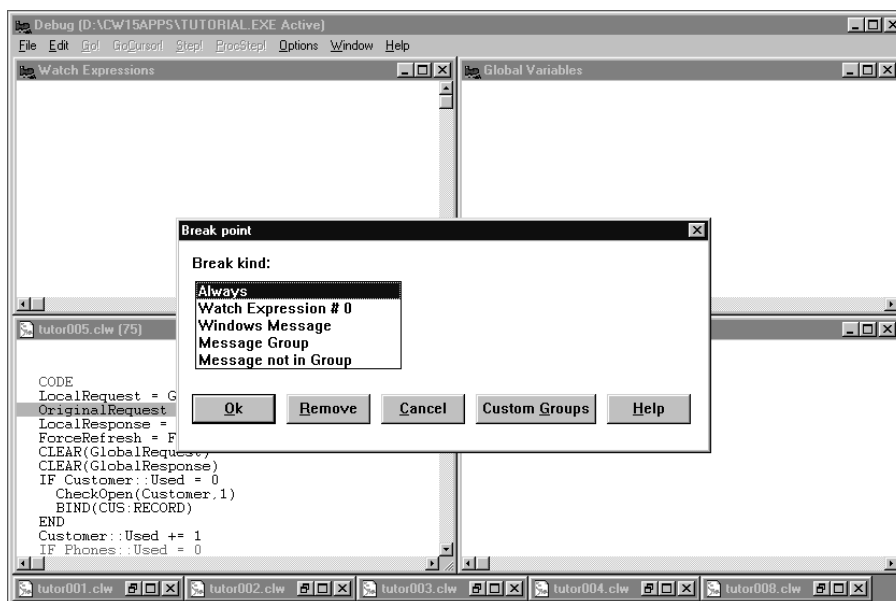 Debug (D:\CW15APPS\TUTORIAL.EXE Active)
File Edit Go! GoCursor! Step! ProcStep! Options Window Help
Watch Expressions
Global Variables
Break point
Break kind:
Always
Watch Expression # 0
Windows Message
Message Group
Message not in Group
Ok Remove Cancel Custom Groups Help
tutor005.clw (75)
CODE
LocalRequest = G
OriginalRequest
LocalResponse =
ForceRefresh = F
CLEAR(GlobalRequest)
CLEAR(GlobalResponse)
IF Customer::Used = 0
CheckOpen(Customer,1)
BIND(CUS:RECORD)
END
Customer::Used += 1
IF Phones::Used = 0
tutor001.clw tutor002.clw tutor003.clw tutor004.clw tutor008.clw